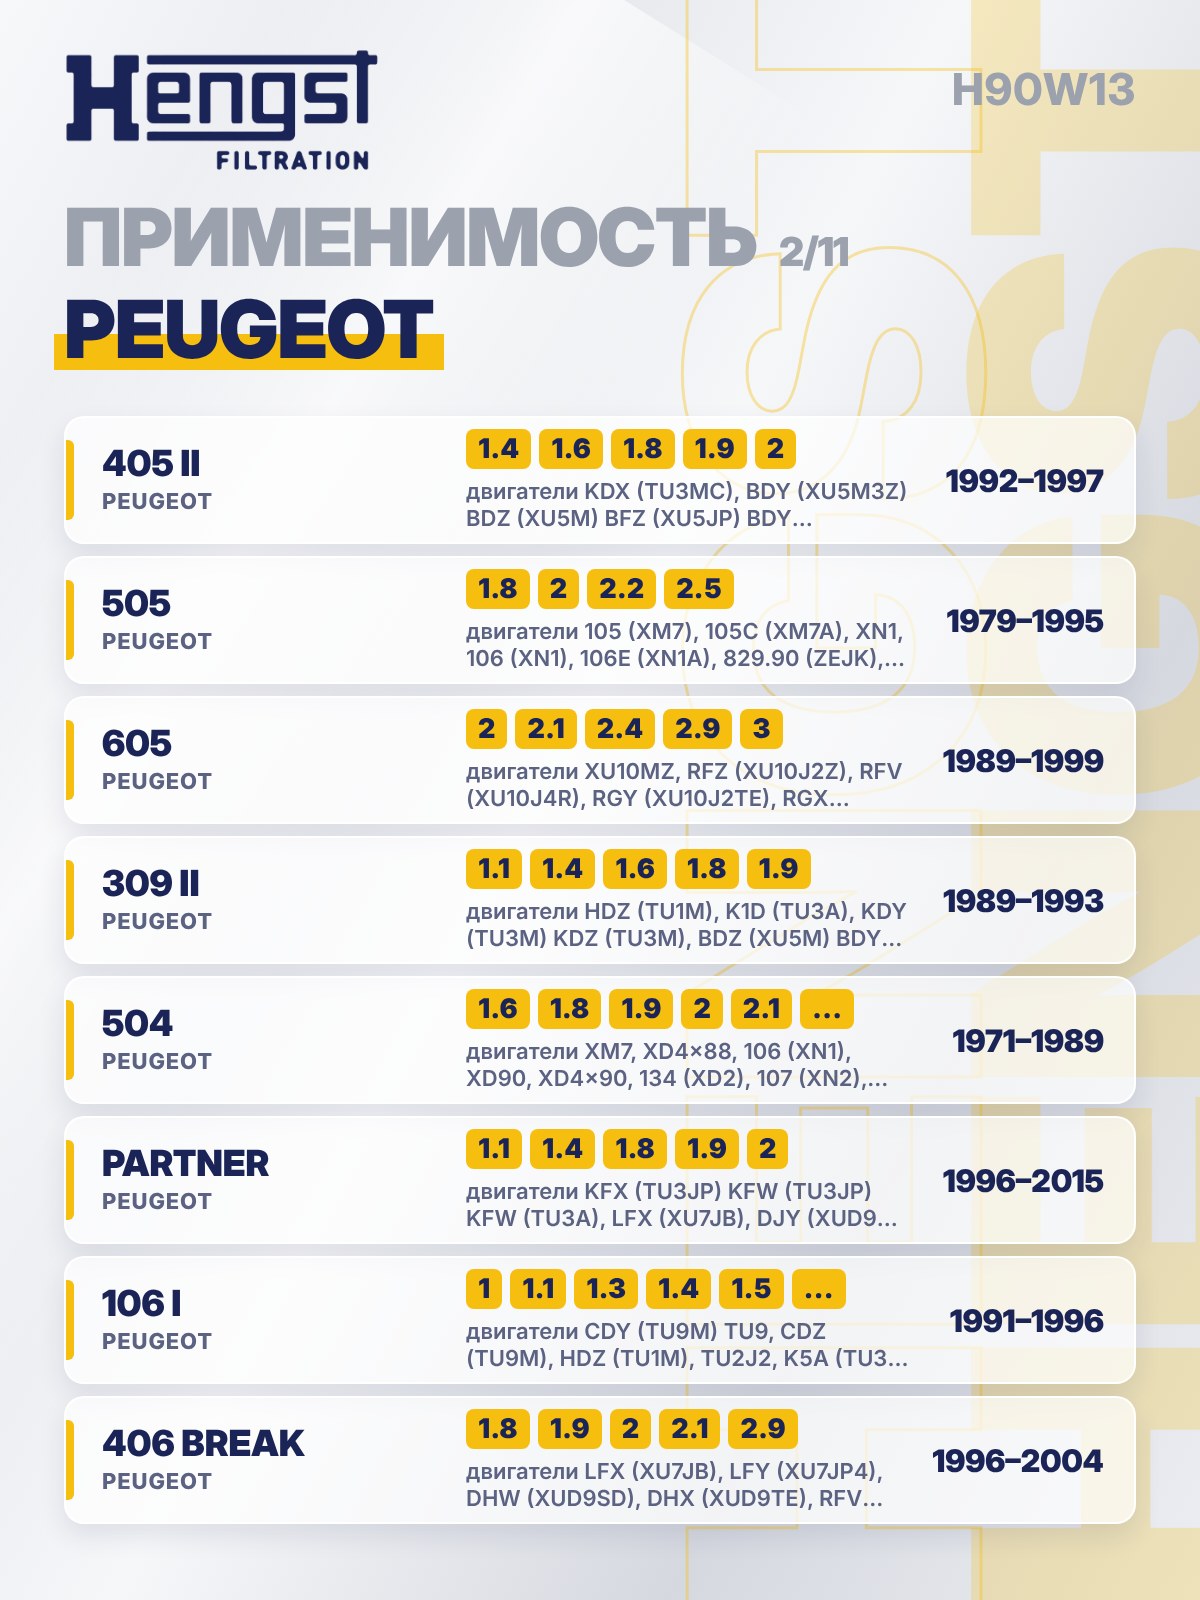 Hengst
FILTRATION
H90W13
ПРИМЕНИМОСТЬ 2/11
PEUGEOT
405 II
PEUGEOT
1.4 1.6 1.8 1.9 2
двигатели KDX (TU3MC), BDY (XU5M3Z)
BDZ (XU5M) BFZ (XU5JP) BDY...
1992–1997
505
PEUGEOT
1.8 2 2.2 2.5
двигатели 105 (XM7), 105C (XM7A), XN1,
106 (XN1), 106E (XN1A), 829.90 (ZEJK),...
1979–1995
605
PEUGEOT
2 2.1 2.4 2.9 3
двигатели XU10MZ, RFZ (XU10J2Z), RFV
(XU10J4R), RGY (XU10J2TE), RGX...
1989–1999
309 II
PEUGEOT
1.1 1.4 1.6 1.8 1.9
двигатели HDZ (TU1M), K1D (TU3A), KDY
(TU3M) KDZ (TU3M), BDZ (XU5M) BDY...
1989–1993
504
PEUGEOT
1.6 1.8 1.9 2 2.1 ...
двигатели XM7, XD4×88, 106 (XN1),
XD90, XD4×90, 134 (XD2), 107 (XN2),...
1971–1989
PARTNER
PEUGEOT
1.1 1.4 1.8 1.9 2
двигатели KFX (TU3JP) KFW (TU3JP)
KFW (TU3A), LFX (XU7JB), DJY (XUD9...
1996–2015
106 I
PEUGEOT
1 1.1 1.3 1.4 1.5 ...
двигатели CDY (TU9M) TU9, CDZ
(TU9M), HDZ (TU1M), TU2J2, K5A (TU3...
1991–1996
406 BREAK
PEUGEOT
1.8 1.9 2 2.1 2.9
двигатели LFX (XU7JB), LFY (XU7JP4),
DHW (XUD9SD), DHX (XUD9TE), RFV...
1996–2004